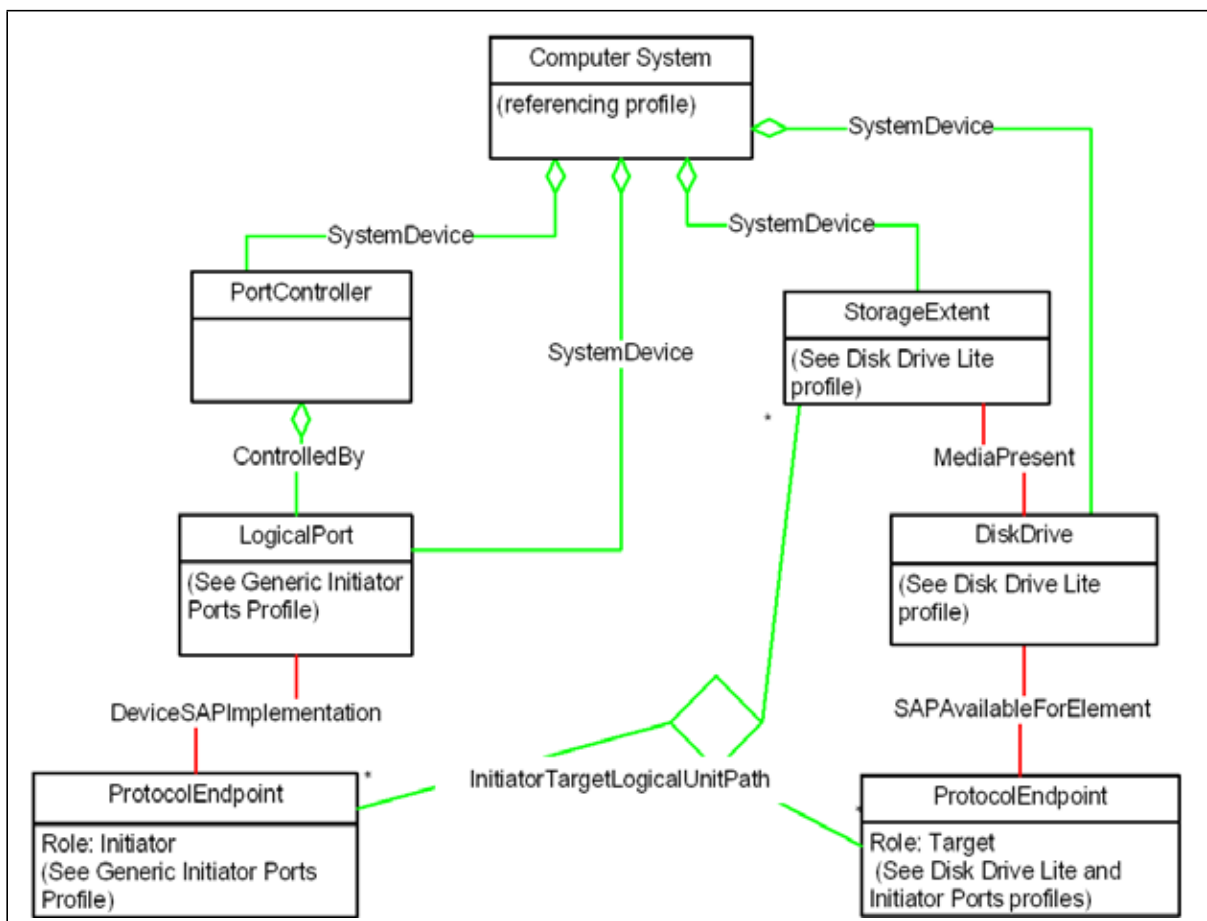 Computer System
(referencing profile)
SystemDevice
SystemDevice
SystemDevice
PortController
StorageExtent
(See Disk Drive Lite
profile)
SystemDevice
*
ControlledBy
MediaPresent
LogicalPort
(See Generic Initiator
Ports Profile)
DiskDrive
(See Disk Drive Lite
profile)
DeviceSAPImplementation
SAPAvailableForElement
InitiatorTargetLogicalUnitPath
*
*
ProtocolEndpoint
Role: Initiator
(See Generic Initiator Ports
Profile)
ProtocolEndpoint
Role: Target
(See Disk Drive Lite and
Initiator Ports profiles)